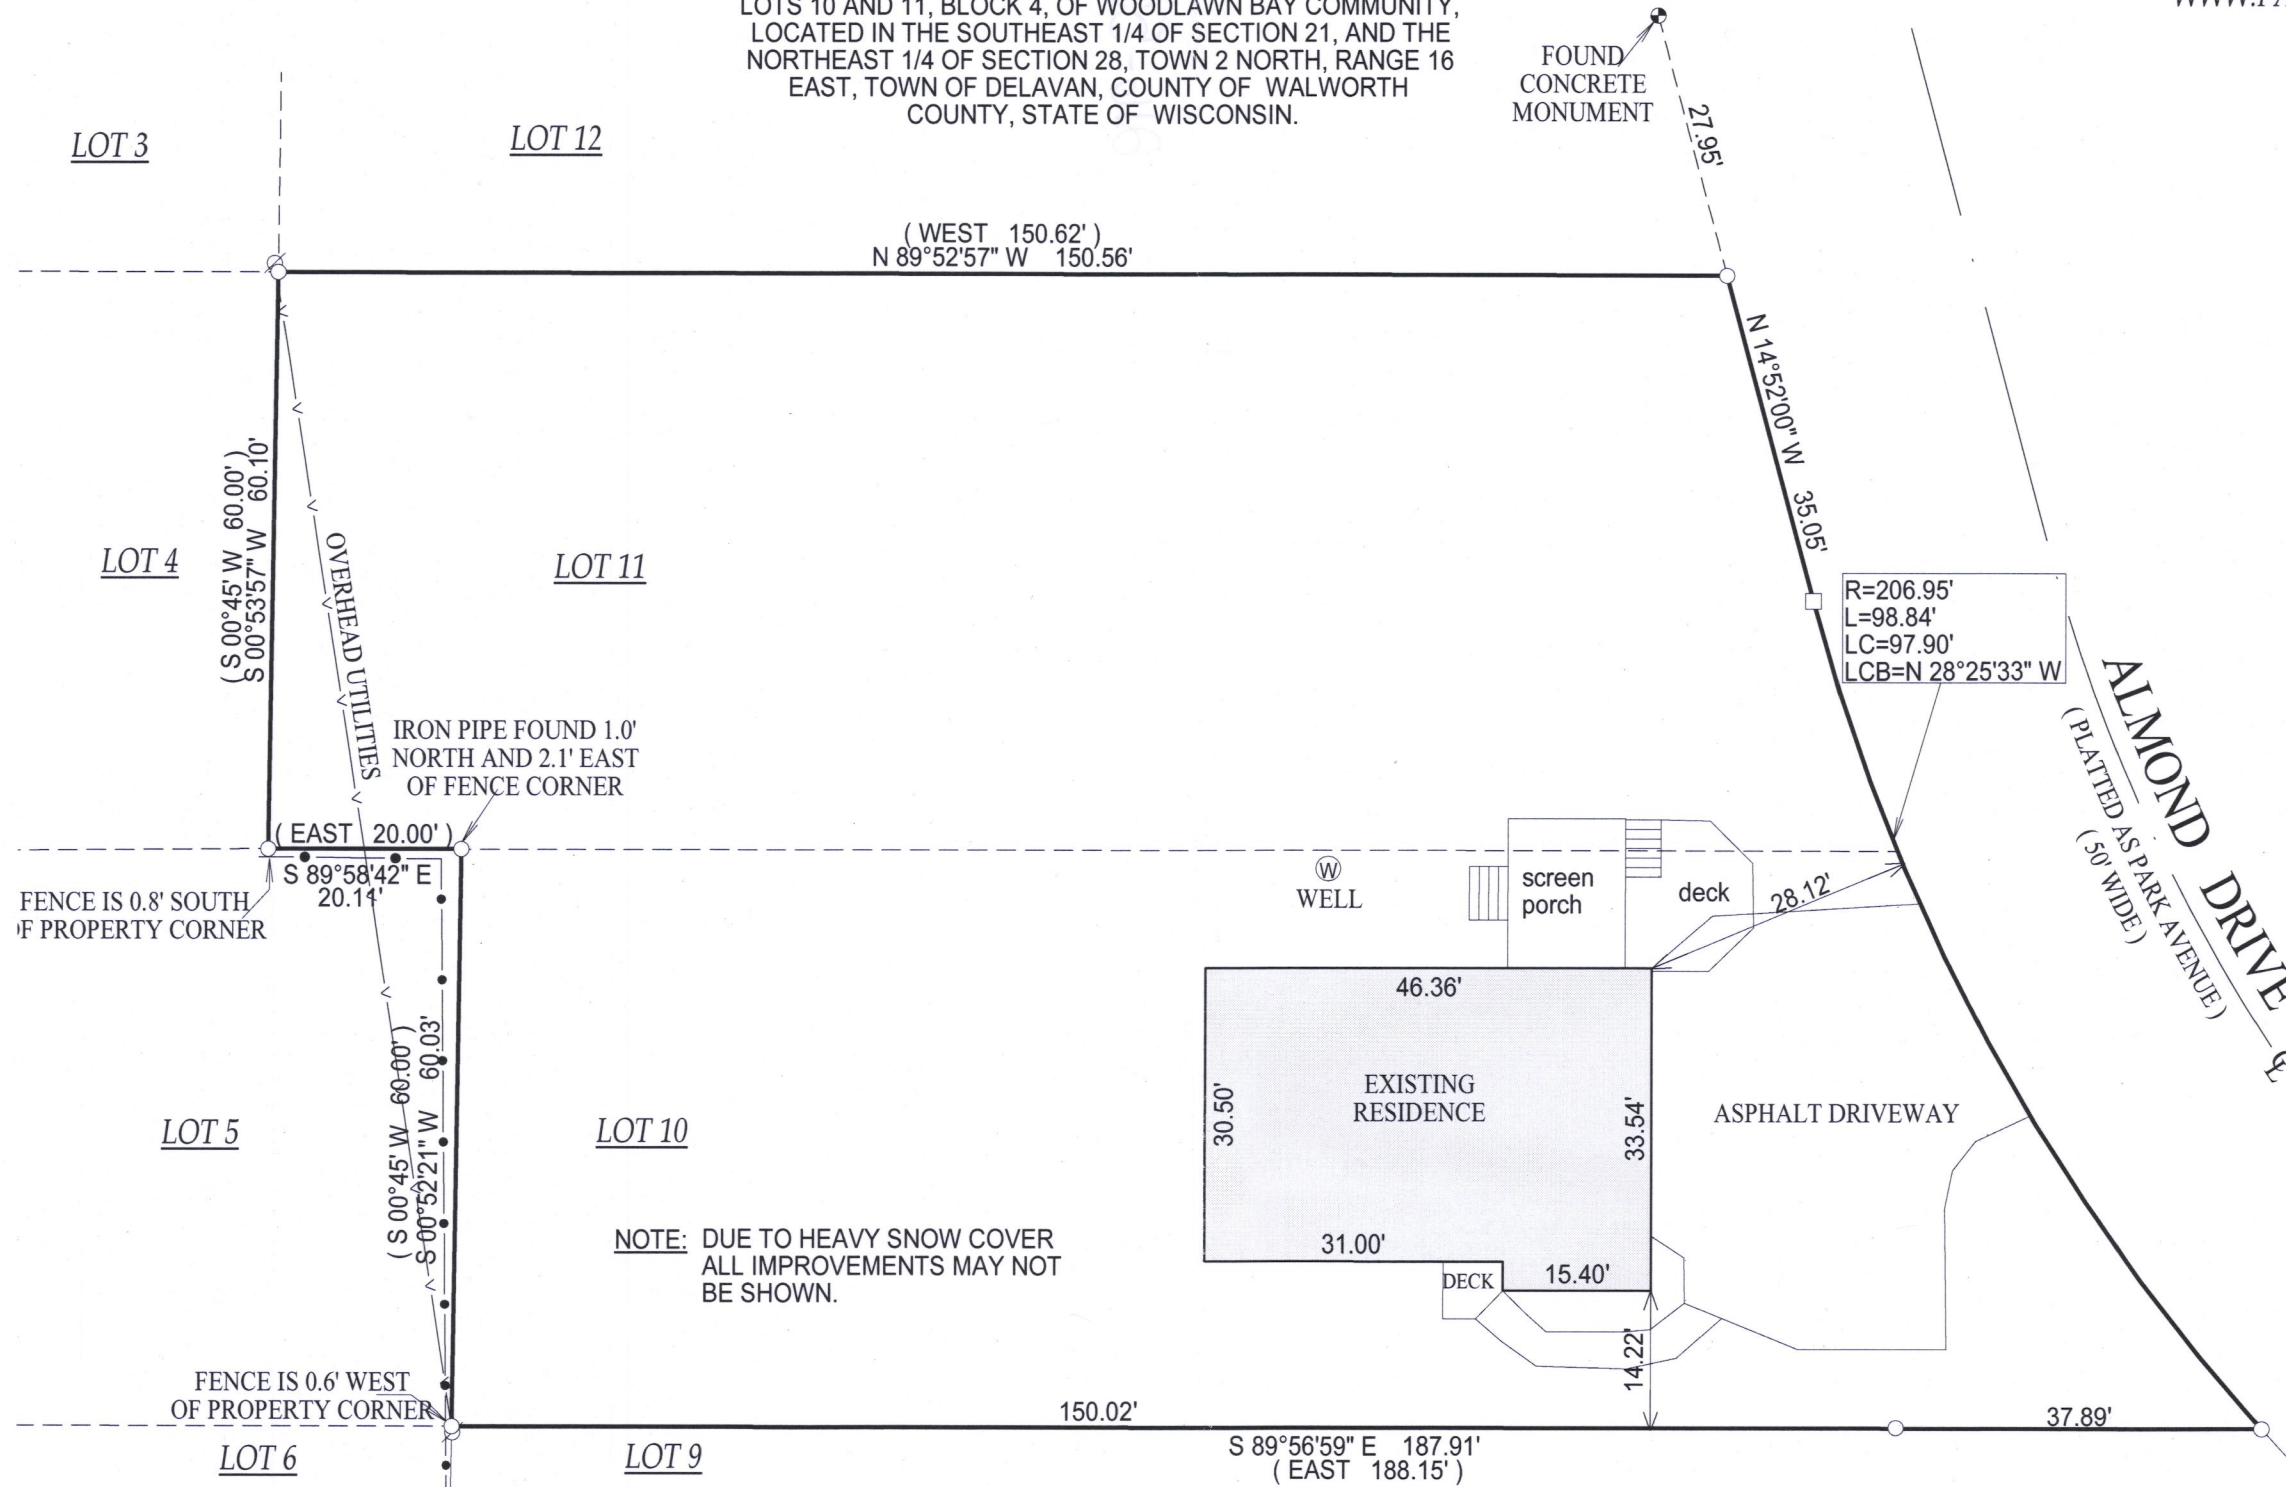 LOTS 10 AND 11, BLOCK 4, OF WOODLAWN BAY COMMUNITY,
LOCATED IN THE SOUTHEAST 1/4 OF SECTION 21, AND THE
NORTHEAST 1/4 OF SECTION 28, TOWN 2 NORTH, RANGE 16
EAST, TOWN OF DELAVAN, COUNTY OF WALWORTH
COUNTY, STATE OF WISCONSIN.
FOUND
CONCRETE
MONUMENT
27.95'
LOT 3
LOT 12
( WEST 150.62' )
N 89°52'57" W 150.56'
N 14°52'00" W 35.05'
( S 00°45' W 60.00' )
S 00°53'57" W 60.10'
OVERHEAD UTILITIES
LOT 4
LOT 11
R=206.95'
L=98.84'
LC=97.90'
LCB=N 28°25'33" W
ALMOND DRIVE
( PLATTED AS PARK AVENUE )
( 50' WIDE )
IRON PIPE FOUND 1.0'
NORTH AND 2.1' EAST
OF FENCE CORNER
( EAST 20.00' )
S 89°58'42" E
20.14'
FENCE IS 0.8' SOUTH
OF PROPERTY CORNER
W
WELL
screen
porch
deck
28.12'
46.36'
30.50'
EXISTING
RESIDENCE
33.54'
ASPHALT DRIVEWAY
31.00'
15.40'
DECK
14.22'
( S 00°45' W 60.00' )
S 00°52'21" W 60.03'
LOT 5
LOT 10
NOTE: DUE TO HEAVY SNOW COVER
ALL IMPROVEMENTS MAY NOT
BE SHOWN.
FENCE IS 0.6' WEST
OF PROPERTY CORNER
150.02'
37.89'
S 89°56'59" E 187.91'
( EAST 188.15' )
LOT 6
LOT 9